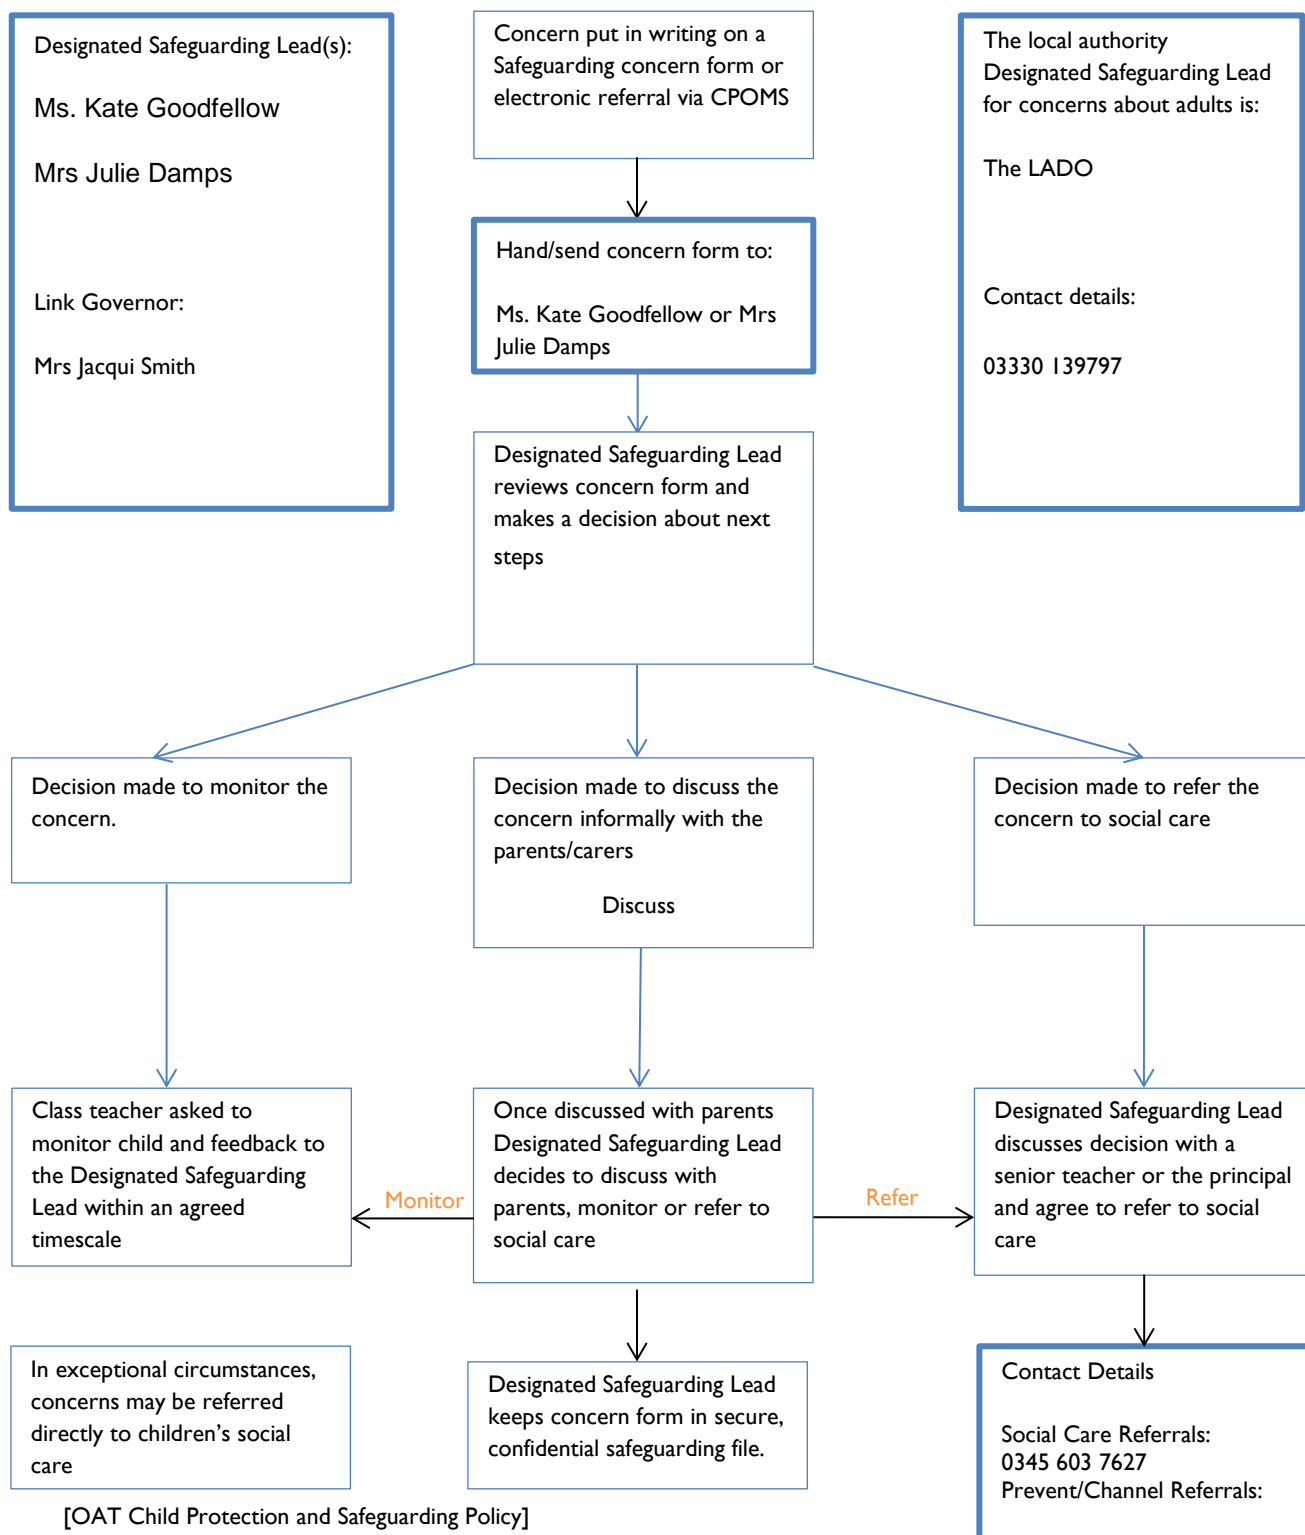 Designated Safeguarding Lead(s):
Ms. Kate Goodfellow
Mrs Julie Damps
Link Governor:
Mrs Jacqui Smith
Concern put in writing on a
Safeguarding concern form or
electronic referral via CPOMS
The local authority
Designated Safeguarding Lead
for concerns about adults is:
The LADO
Contact details:
03330 139797
Hand/send concern form to:
Ms. Kate Goodfellow or Mrs
Julie Damps
Designated Safeguarding Lead
reviews concern form and
makes a decision about next
steps
Decision made to monitor the
concern.
Decision made to discuss the
concern informally with the
parents/carers
Discuss
Decision made to refer the
concern to social care
Class teacher asked to
monitor child and feedback to
the Designated Safeguarding
Lead within an agreed
timescale
Monitor
Once discussed with parents
Designated Safeguarding Lead
decides to discuss with
parents, monitor or refer to
social care
Refer
Designated Safeguarding Lead
discusses decision with a
senior teacher or the principal
and agree to refer to social
care
In exceptional circumstances,
concerns may be referred
directly to children’s social
care
Designated Safeguarding Lead
keeps concern form in secure,
confidential safeguarding file.
Contact Details
Social Care Referrals:
0345 603 7627
Prevent/Channel Referrals:
[OAT Child Protection and Safeguarding Policy]